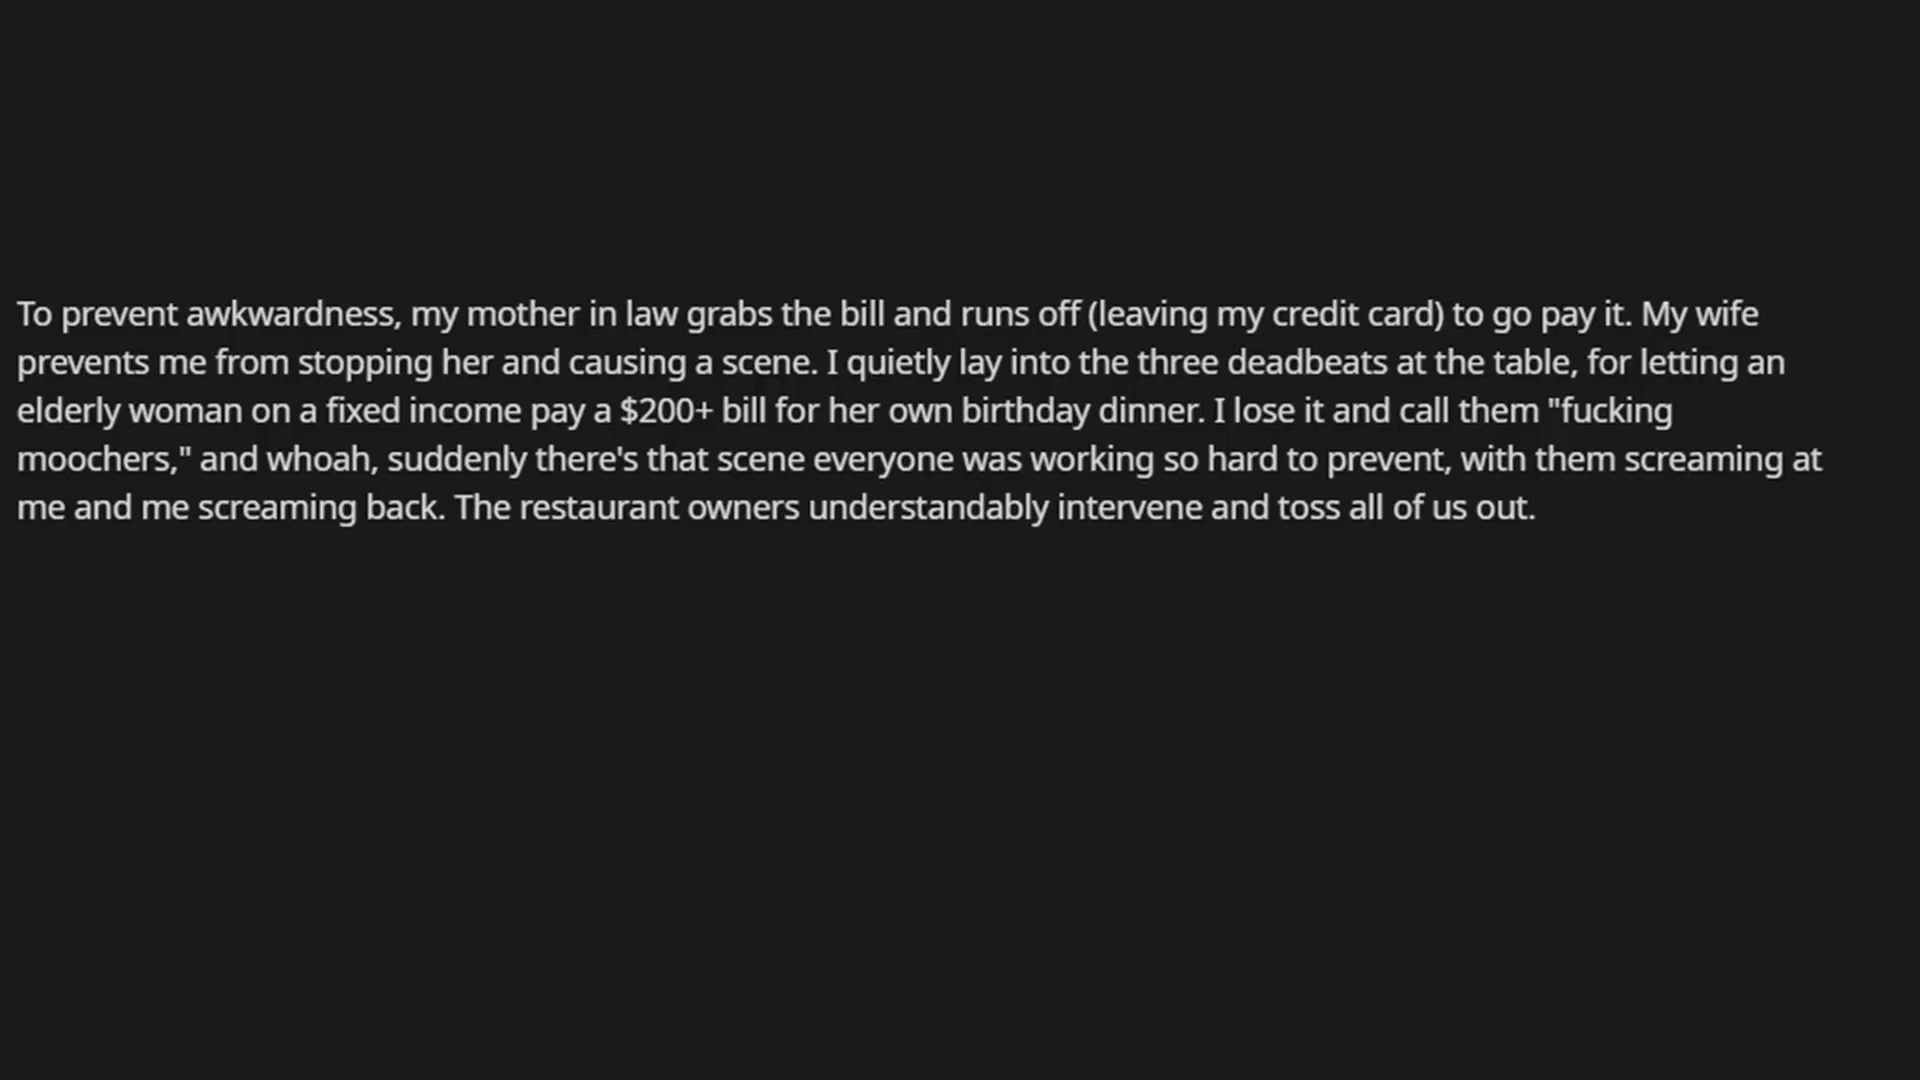 To prevent awkwardness, my mother in law grabs the bill and runs off (leaving my credit card) to go pay it. My wife
prevents me from stopping her and causing a scene. I quietly lay into the three deadbeats at the table, for letting an
elderly woman on a fixed income pay a $200+ bill for her own birthday dinner. I lose it and call them "fucking
moochers," and whoah, suddenly there's that scene everyone was working so hard to prevent, with them screaming at
me and me screaming back. The restaurant owners understandably intervene and toss all of us out.